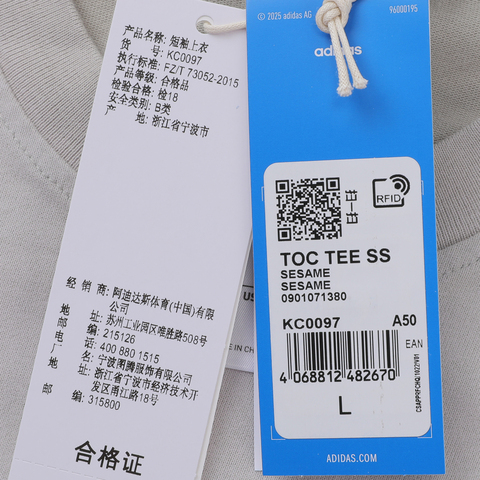 产品名称: 短袖上衣
货 号: KC0097
执行标准: FZ/T 73052-2015
产品等级: 合格品
检验合格: 检18
安全类别: B类
产 地: 浙江省宁波市
经 销 商: 阿迪达斯体育(中国)有限公司
地 址: 苏州工业园区唯胜路508号
邮 编: 215126
电 话: 400 880 1515
厂 名: 宁波图腾服饰有限公司
地 址: 浙江省宁波市经济技术开发区甬江路18号
邮 编: 315800
合格证
© 2025 adidas AG
96000195
adidas
RFID
TOC TEE SS
SESAME
SESAME
0901071380
KC0097 A50
EAN
4 068812 482670
L
ADIDAS.COM
US
E IN CH